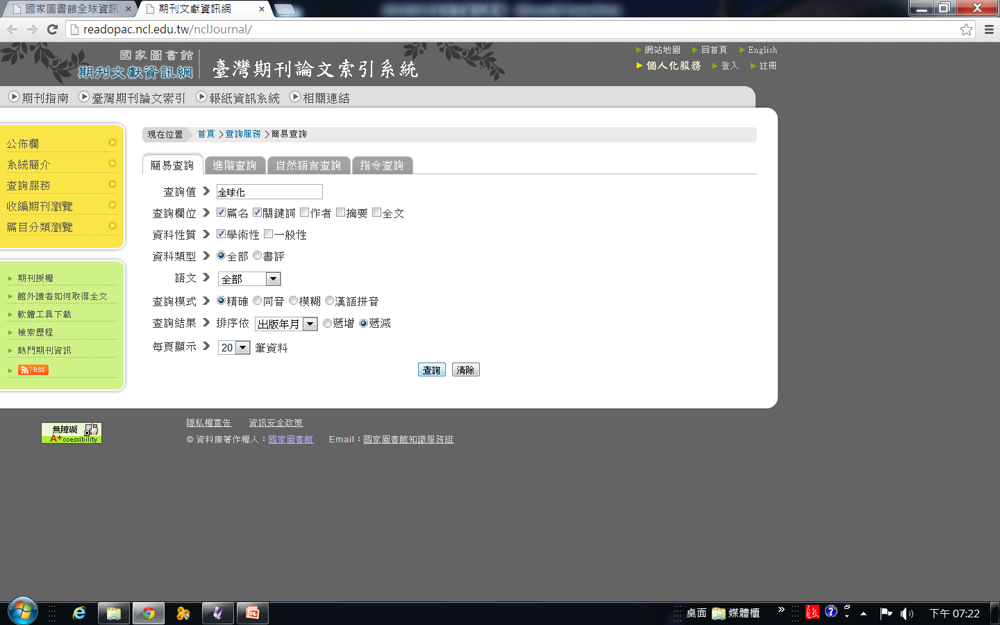 國家圖書館全球資訊
期刊文獻資訊網
readopac.ncl.edu.tw/nclJournal/
國家圖書館
期刊文獻資訊網
臺灣期刊論文索引系統
網站地圖 回首頁 English
個人化服務 登入 註冊
期刊指南 臺灣期刊論文索引 報紙資訊系統 相關連結
公佈欄
系統簡介
查詢服務
收編期刊瀏覽
篇目分類瀏覽
期刊授權
館外讀者如何取得全文
軟體工具下載
檢索歷程
熱門期刊資訊
RSS
現在位置 首頁 查詢服務 簡易查詢
簡易查詢 進階查詢 自然語言查詢 指令查詢
查詢值 全球化
查詢欄位 篇名 關鍵詞 作者 摘要 全文
資料性質 學術性 一般性
資料類型 全部 書評
語文 全部
查詢模式 精確 同音 模糊 漢語拼音
查詢結果 排序依 出版年月 遞增 遞減
每頁顯示 20 筆資料
查詢 清除
無障礙
A+ccessibility
隱私權宣告 資訊安全政策
© 資料庫著作權人：國家圖書館 Email：國家圖書館知識服務組
桌面 媒體櫃 » 下午 07:22